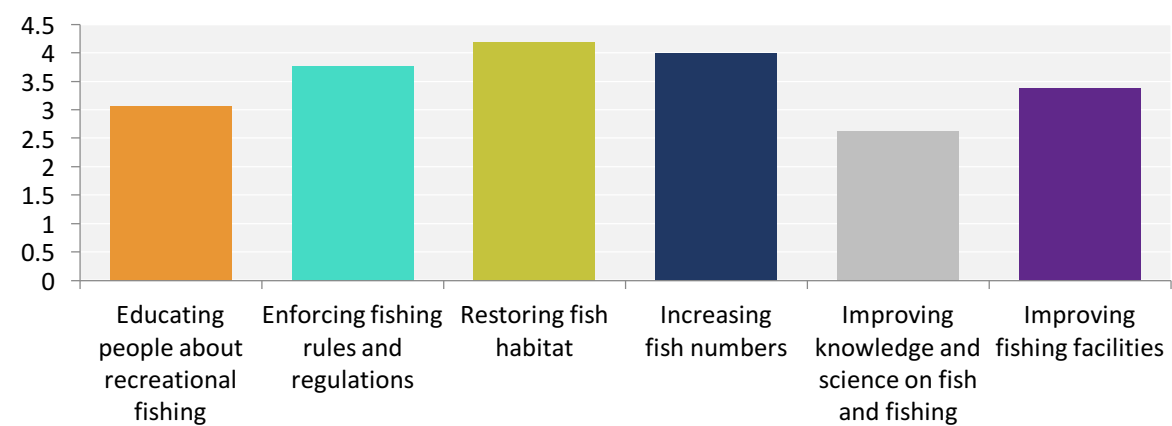 4.5
4
3.5
3
2.5
2
1.5
1
0.5
0
Educating
people about
recreational
fishing
Enforcing fishing
rules and
regulations
Restoring fish
habitat
Increasing
fish numbers
Improving
knowledge and
science on fish
and fishing
Improving
fishing facilities